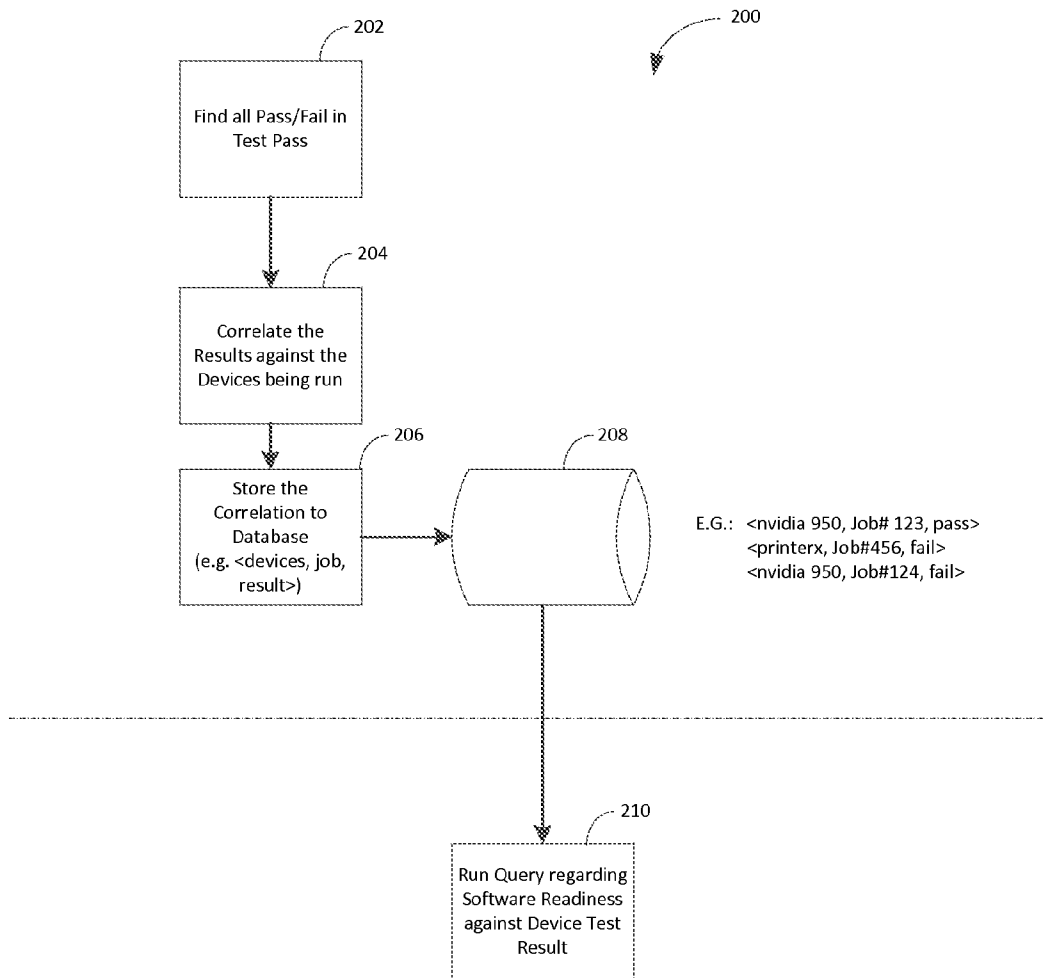 200
202
Find all Pass/Fail in
Test Pass
204
Correlate the
Results against the
Devices being run
206
Store the
Correlation to
Database
(e.g. <devices, job,
result>)
208
E.G.: <nvidia 950, Job# 123, pass>
<printerx, Job#456, fail>
<nvidia 950, Job#124, fail>
210
Run Query regarding
Software Readiness
against Device Test
Result